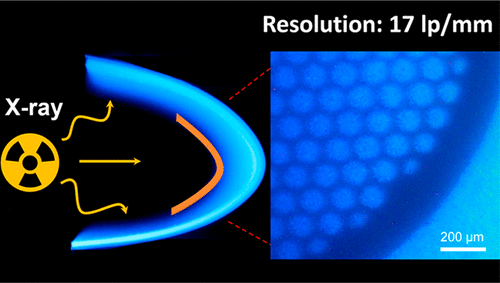 Resolution: 17 lp/mm
X-ray
200 µm